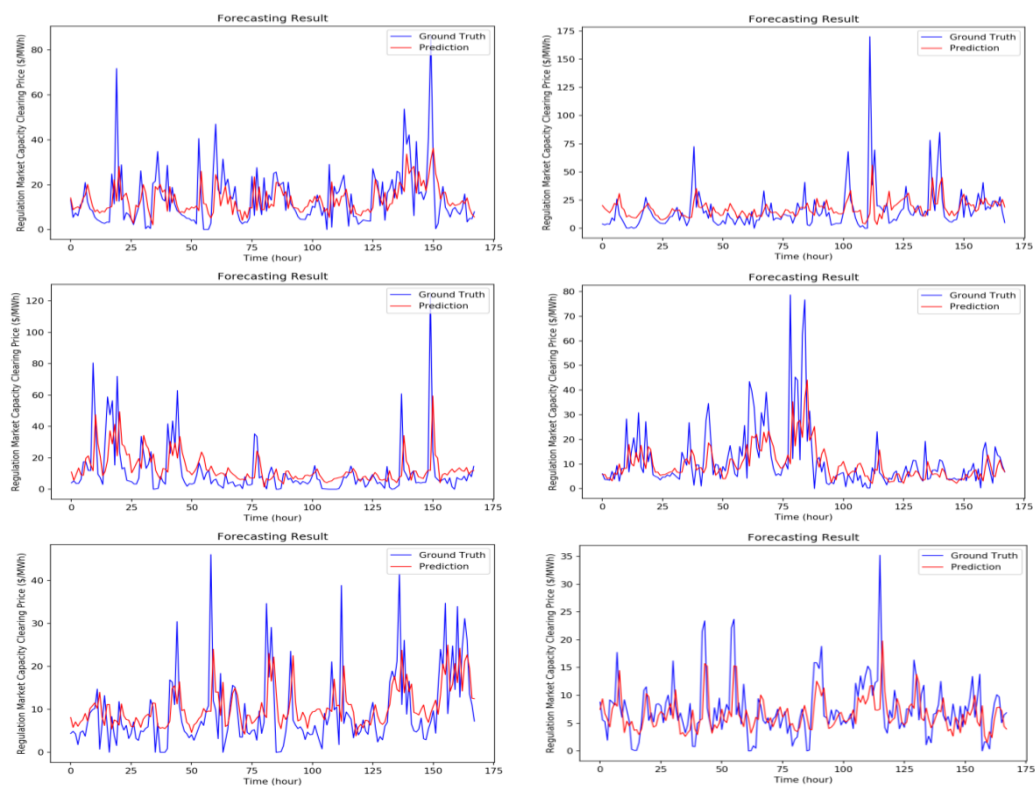 Forecasting Result
Regulation Market Capacity Clearing Price ($/MWh)
80
60
40
20
0
Ground Truth
Prediction
0 25 50 75 100 125 150 175
Time (hour)
Forecasting Result
Regulation Market Capacity Clearing Price ($/MWh)
175
150
125
100
75
50
25
0
Ground Truth
Prediction
0 25 50 75 100 125 150 175
Time (hour)
Forecasting Result
Regulation Market Capacity Clearing Price ($/MWh)
120
100
80
60
40
20
0
Ground Truth
Prediction
0 25 50 75 100 125 150 175
Time (hour)
Forecasting Result
Regulation Market Capacity Clearing Price ($/MWh)
80
70
60
50
40
30
20
10
0
Ground Truth
Prediction
0 25 50 75 100 125 150 175
Time (hour)
Forecasting Result
Regulation Market Capacity Clearing Price ($/MWh)
40
30
20
10
0
Ground Truth
Prediction
0 25 50 75 100 125 150 175
Time (hour)
Forecasting Result
Regulation Market Capacity Clearing Price ($/MWh)
35
30
25
20
15
10
5
0
Ground Truth
Prediction
0 25 50 75 100 125 150 175
Time (hour)